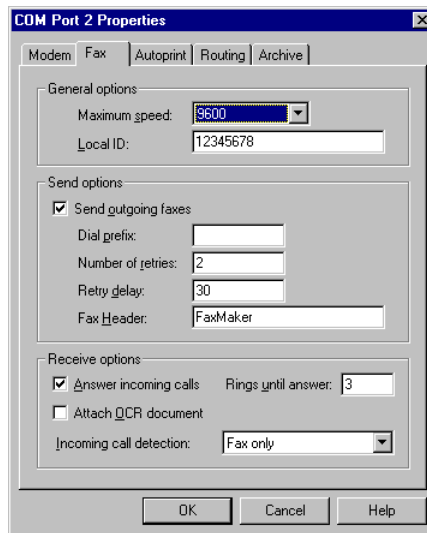 COM Port 2 Properties
Modem Fax Autoprint Routing Archive
General options
Maximum speed: 9600
Local ID: 12345678
Send options
Send outgoing faxes
Dial prefix:
Number of retries: 2
Retry delay: 30
Fax Header: FaxMaker
Receive options
Answer incoming calls Rings until answer: 3
Attach OCR document
Incoming call detection: Fax only
OK Cancel Help